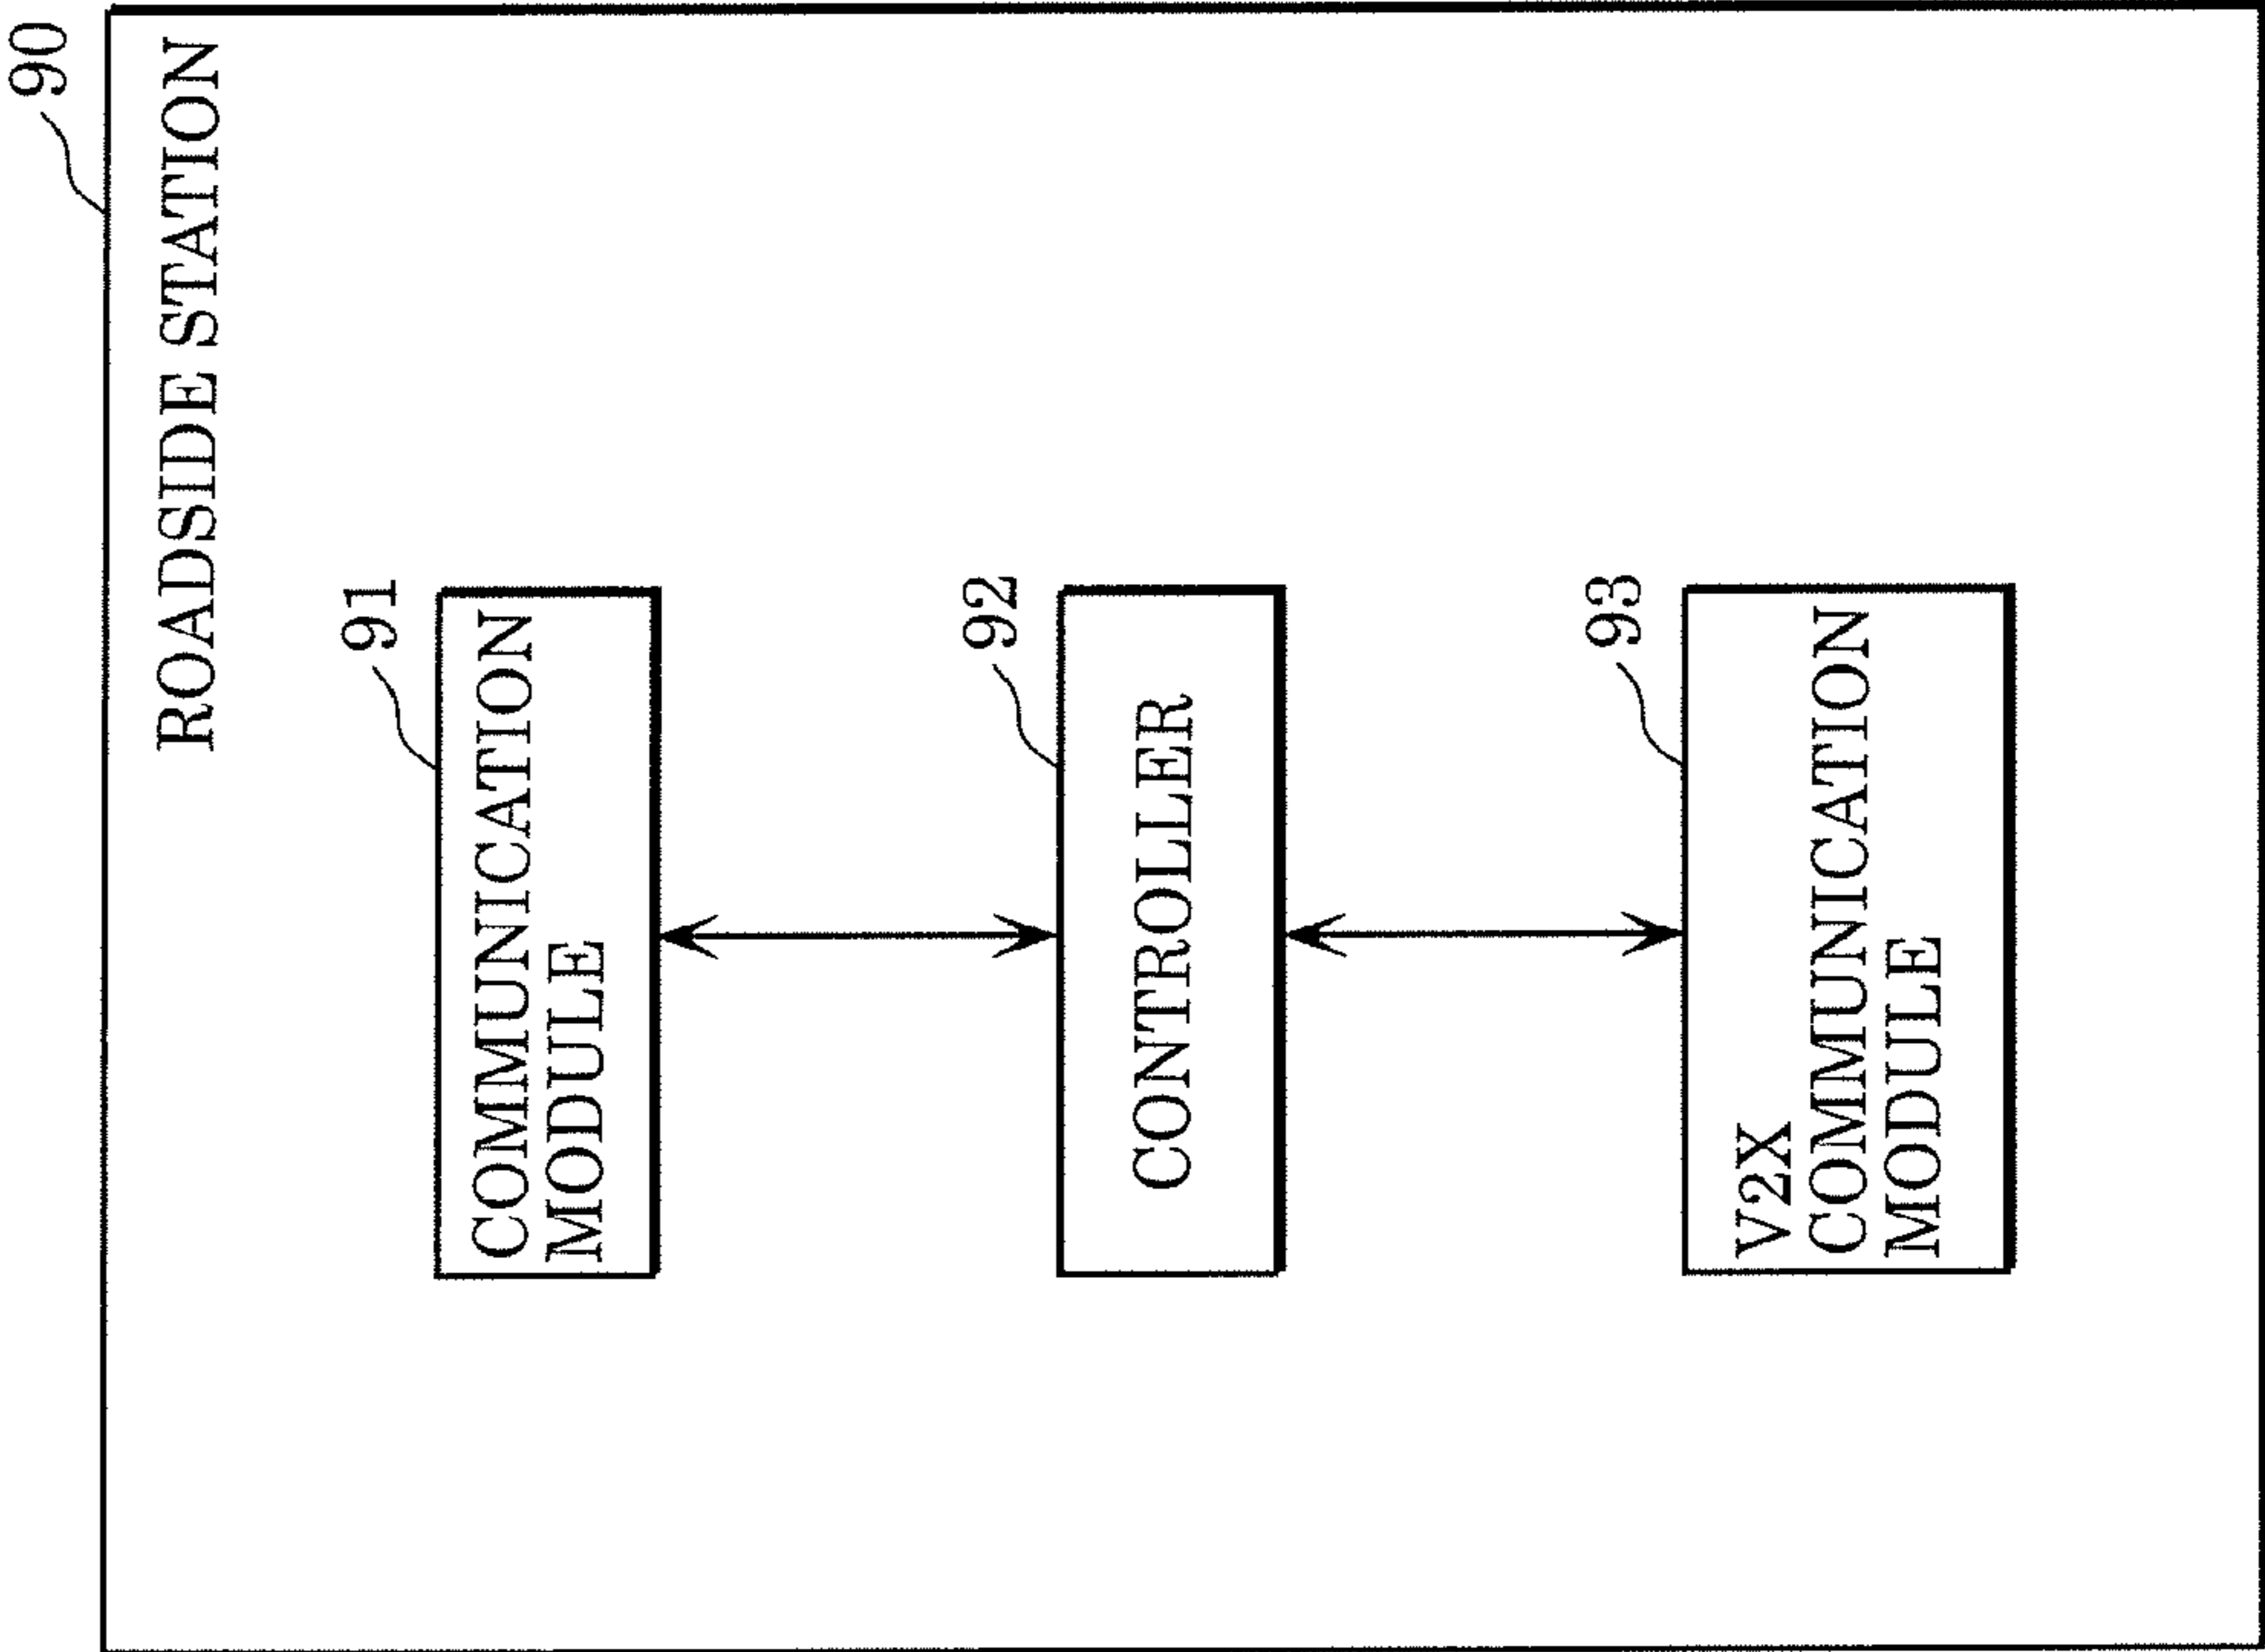 90
ROADSIDE STATION
91
COMMUNICATION
MODULE
92
CONTROLLER
93
V2X
COMMUNICATION
MODULE